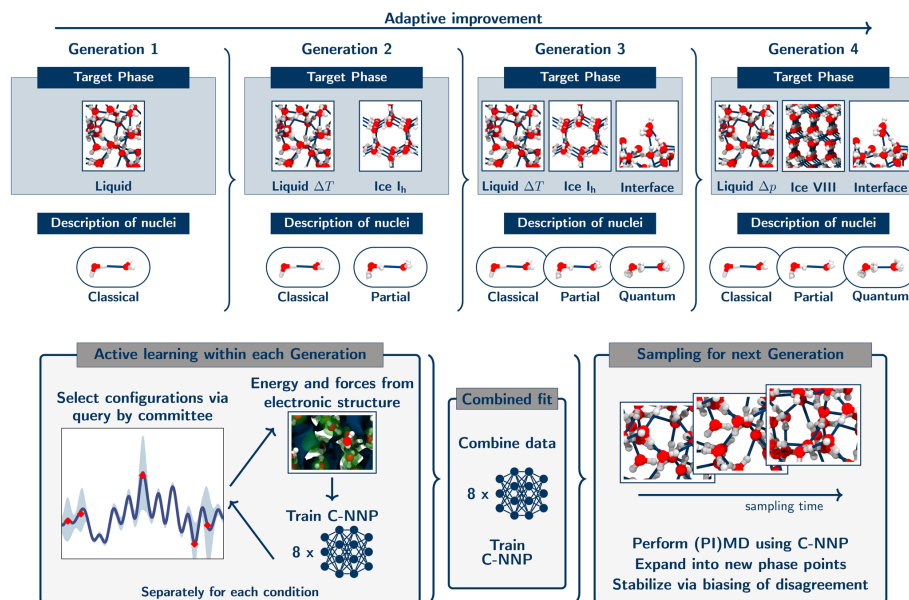 Adaptive improvement
Generation 1
Generation 2
Generation 3
Generation 4
Target Phase
Target Phase
Target Phase
Target Phase
Liquid
Liquid ΔT
Ice Iₕ
Liquid ΔT
Ice Iₕ
Interface
Liquid Δp
Ice VIII
Interface
Description of nuclei
Description of nuclei
Description of nuclei
Description of nuclei
Classical
Classical
Partial
Classical
Partial
Quantum
Classical
Partial
Quantum
Active learning within each Generation
Select configurations via
query by committee
Energy and forces from
electronic structure
Train C-NNP
8 x
Separately for each condition
Combined fit
Combine data
8 x
Train
C-NNP
Sampling for next Generation
sampling time
Perform (PI)MD using C-NNP
Expand into new phase points
Stabilize via biasing of disagreement